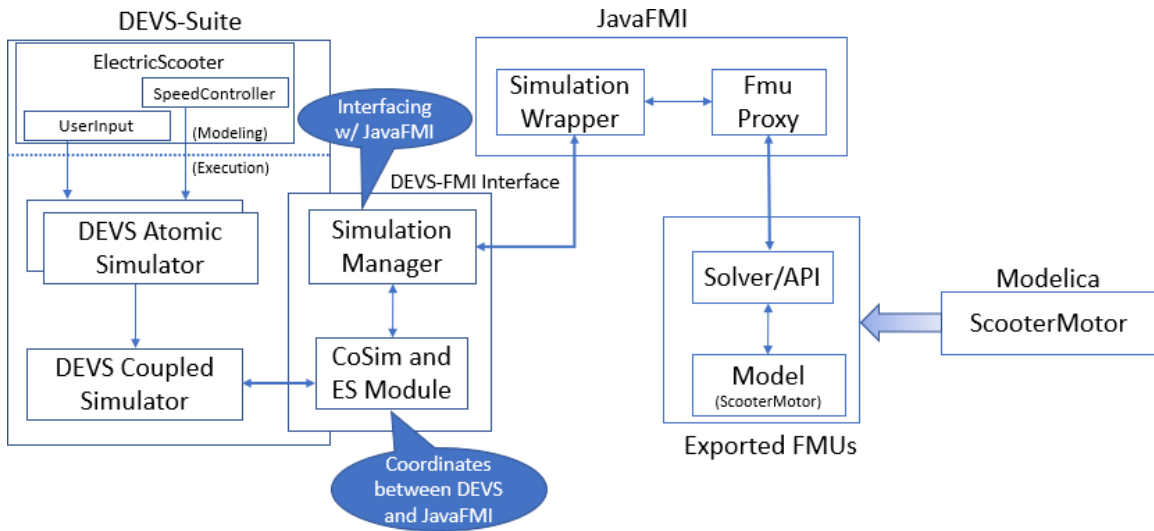 DEVS-Suite
ElectricScooter
SpeedController
UserInput
(Modeling)
(Execution)
DEVS Atomic
Simulator
DEVS Coupled
Simulator
Interfacing
w/ JavaFMI
DEVS-FMI Interface
Simulation
Manager
CoSim and
ES Module
Coordinates
between DEVS
and JavaFMI
JavaFMI
Simulation
Wrapper
Fmu
Proxy
Solver/API
Model
(ScooterMotor)
Exported FMUs
Modelica
ScooterMotor